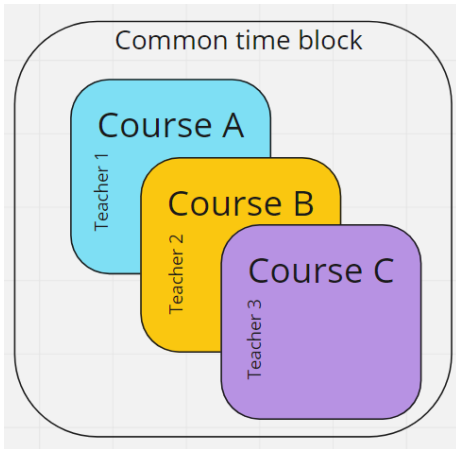 Common time block
Course A
Teacher 1
Course B
Teacher 2
Course C
Teacher 3